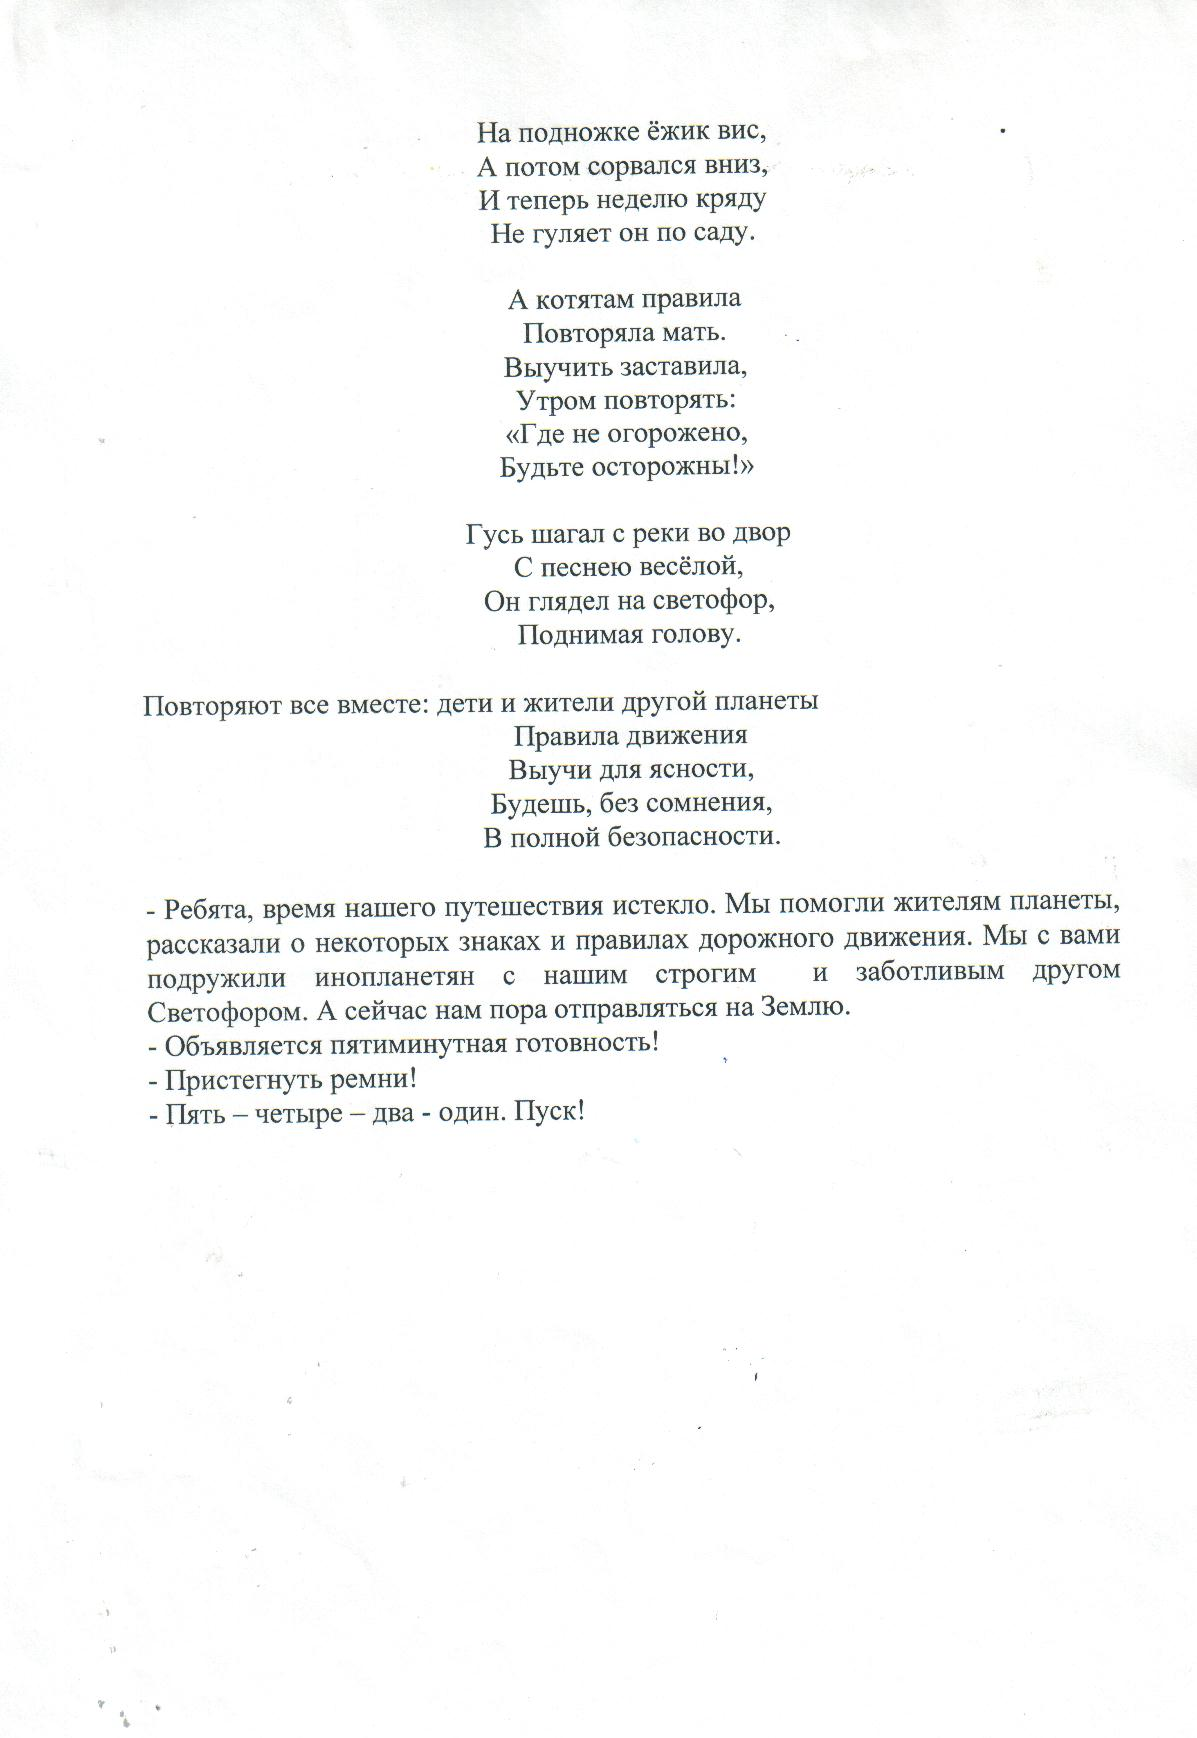 На подножке ёжик вис,
А потом сорвался вниз,
И теперь неделю кряду
Не гуляет он по саду.
А котятам правила
Повторяла мать.
Выучить заставила,
Утром повторять:
«Где не огорожено,
Будьте осторожны!»
Гусь шагал с реки во двор
С песнею весёлой,
Он глядел на светофор,
Поднимая голову.
Повторяют все вместе: дети и жители другой планеты
Правила движения
Выучи для ясности,
Будешь, без сомнения,
В полной безопасности.
- Ребята, время нашего путешествия истекло. Мы помогли жителям планеты,
рассказали о некоторых знаках и правилах дорожного движения. Мы с вами
подружили инопланетян с нашим строгим и заботливым другом
Светофором. А сейчас нам пора отправляться на Землю.
- Объявляется пятиминутная готовность!
- Пристегнуть ремни!
- Пять – четыре – два - один. Пуск!